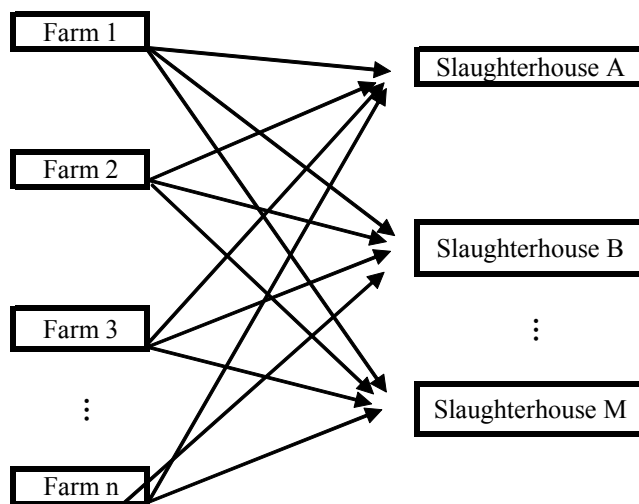 Farm 1
Slaughterhouse A
Farm 2
Slaughterhouse B
Farm 3
⋮
⋮
Slaughterhouse M
Farm n